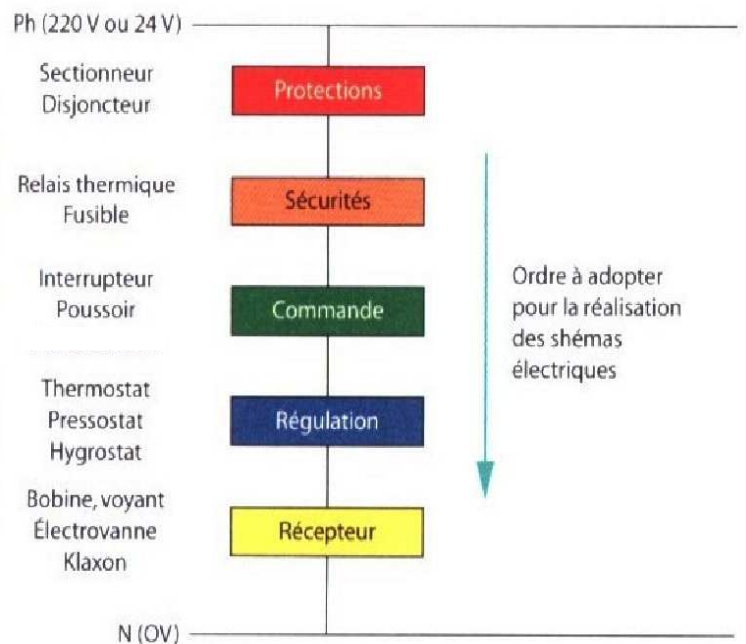 Ph (220 V ou 24 V)
Sectionneur
Disjoncteur
Protections
Relais thermique
Fusible
Sécurités
Interrupteur
Poussoir
Commande
Thermostat
Pressostat
Hygrostat
Régulation
Bobine, voyant
Électrovanne
Klaxon
Récepteur
N (OV)
Ordre à adopter
pour la réalisation
des shémas
électriques